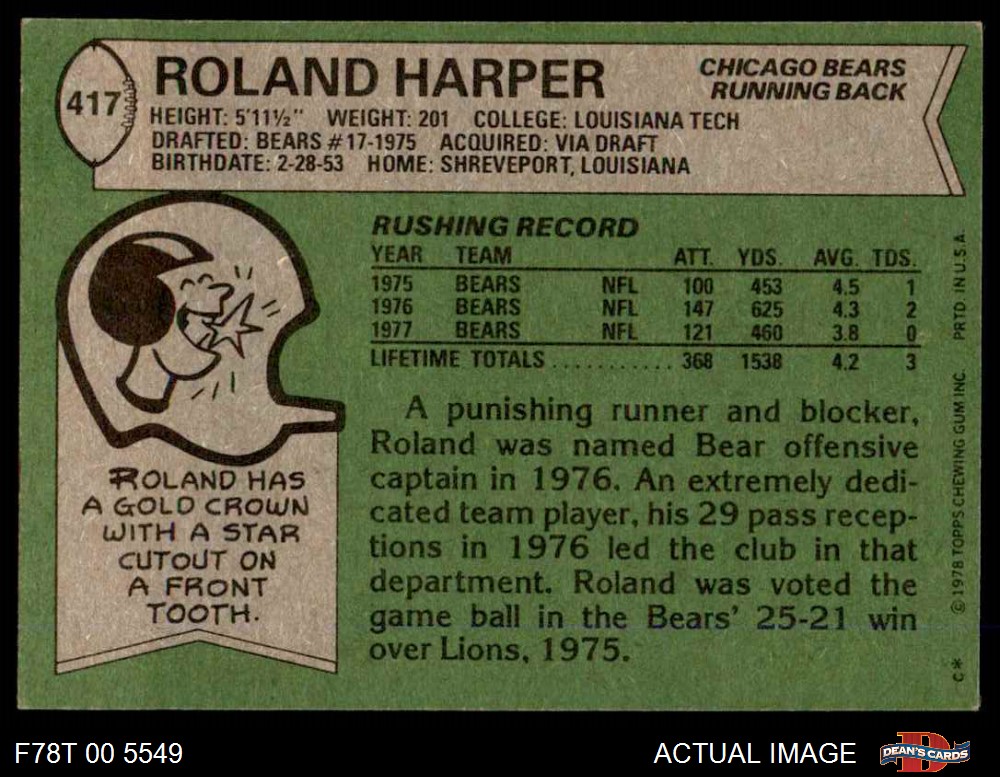 417
ROLAND HARPER
CHICAGO BEARS
RUNNING BACK
HEIGHT: 5'11½" WEIGHT: 201 COLLEGE: LOUISIANA TECH
DRAFTED: BEARS #17-1975 ACQUIRED: VIA DRAFT
BIRTHDATE: 2-28-53 HOME: SHREVEPORT, LOUISIANA
RUSHING RECORD
YEAR TEAM ATT. YDS. AVG. TDS.
1975 BEARS NFL 100 453 4.5 1
1976 BEARS NFL 147 625 4.3 2
1977 BEARS NFL 121 460 3.8 0
LIFETIME TOTALS ........... 368 1538 4.2 3
A punishing runner and blocker,
Roland was named Bear offensive
captain in 1976. An extremely dedi-
cated team player, his 29 pass recep-
tions in 1976 led the club in that
department. Roland was voted the
game ball in the Bears' 25-21 win
over Lions, 1975.
ROLAND HAS
A GOLD CROWN
WITH A STAR
CUTOUT ON
A FRONT
TOOTH.
C* © 1978 TOPPS CHEWING GUM INC. PRTD. IN U.S.A.
F78T 00 5549
ACTUAL IMAGE
D
DEAN'S CARDS